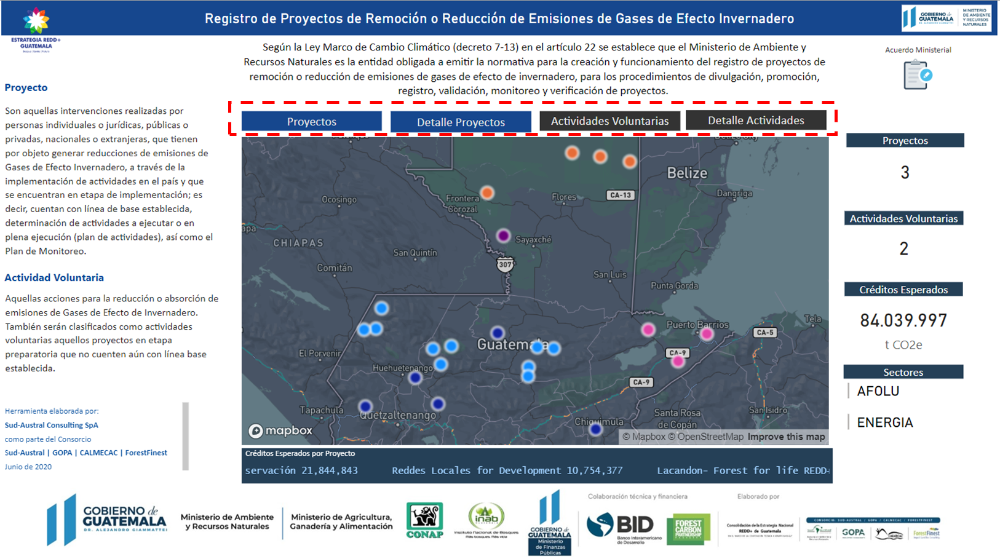 Registro de Proyectos de Remoción o Reducción de Emisiones de Gases de Efecto Invernadero
ESTRATEGIA REDD+
GUATEMALA
GOBIERNO de
GUATEMALA
DR. ALEJANDRO GIAMMATTEI
MINISTERIO
DE AMBIENTE
Y RECURSOS
NATURALES
Según la Ley Marco de Cambio Climático (decreto 7-13) en el artículo 22 se establece que el Ministerio de Ambiente y
Recursos Naturales es la entidad obligada a emitir la normativa para la creación y funcionamiento del registro de proyectos de
remoción o reducción de emisiones de gases de efecto de invernadero, para los procedimientos de divulgación, promoción,
registro, validación, monitoreo y verificación de proyectos.
Acuerdo Ministerial
Proyecto
Son aquellas intervenciones realizadas por
personas individuales o jurídicas, públicas o
privadas, nacionales o extranjeras, que tienen
por objeto generar reducciones de emisiones de
Gases de Efecto Invernadero, a través de la
implementación de actividades en el país y que
se encuentran en etapa de implementación; es
decir, cuentan con línea de base establecida,
determinación de actividades a ejecutar o en
plena ejecución (plan de actividades), así como el
Plan de Monitoreo.
Actividad Voluntaria
Aquellas acciones para la reducción o absorción de
emisiones de Gases de Efecto de Invernadero.
También serán clasificados como actividades
voluntarias aquellos proyectos en etapa
preparatoria que no cuenten aún con línea base
establecida.
Herramienta elaborada por:
Sud-Austral Consulting SpA
como parte del Consorcio
Sud-Austral | GOPA | CALMECAC | ForestFinest
Junio de 2020
Proyectos
Detalle Proyectos
Actividades Voluntarias
Detalle Actividades
Belize City
Belize
CA-13
Dangriga
Ocosingo
Frontera
Corozal
Flores
apa
CHIAPAS
Sayaxché
San Quintín
307
Comitán
San Luis
Punta Gorda
Puerto Barrios
Tela
CA-5
Guatemala
El Porvenir
CA-9
Huehuetenango
CA-9
Tapachula
Quetzaltenango
Santa Rosa
de Copán
San Isidro
Chiquimula
mapbox
© Mapbox © OpenStreetMap Improve this map
Créditos Esperados por Proyecto
servación 21,844,843 Reddes Locales for Development 10,754,377 Lacandon- Forest for life REDD+
Proyectos
3
Actividades Voluntarias
2
Créditos Esperados
84.039.997
t CO2e
Sectores
AFOLU
ENERGIA
GOBIERNO de
GUATEMALA
DR. ALEJANDRO GIAMMATTEI
Ministerio de Ambiente
y Recursos Naturales
Ministerio de Agricultura,
Ganadería y Alimentación
CONAP
inab
Instituto Nacional de Bosques
Más bosques, Más vida
GOBIERNO de
GUATEMALA
Ministerio
de Finanzas
Públicas
Colaboración técnica y financiera
BID
Banco Interamericano
de Desarrollo
FOREST
CARBON
PARTNERSHIP
Elaborado por
Consolidación de la Estrategia Nacional
REDD+ de Guatemala
CONSORCIO: SUD-AUSTRAL / GOPA / CALMECAC / FORESTFINEST
GOPA
CALMECAC
ForestFinest